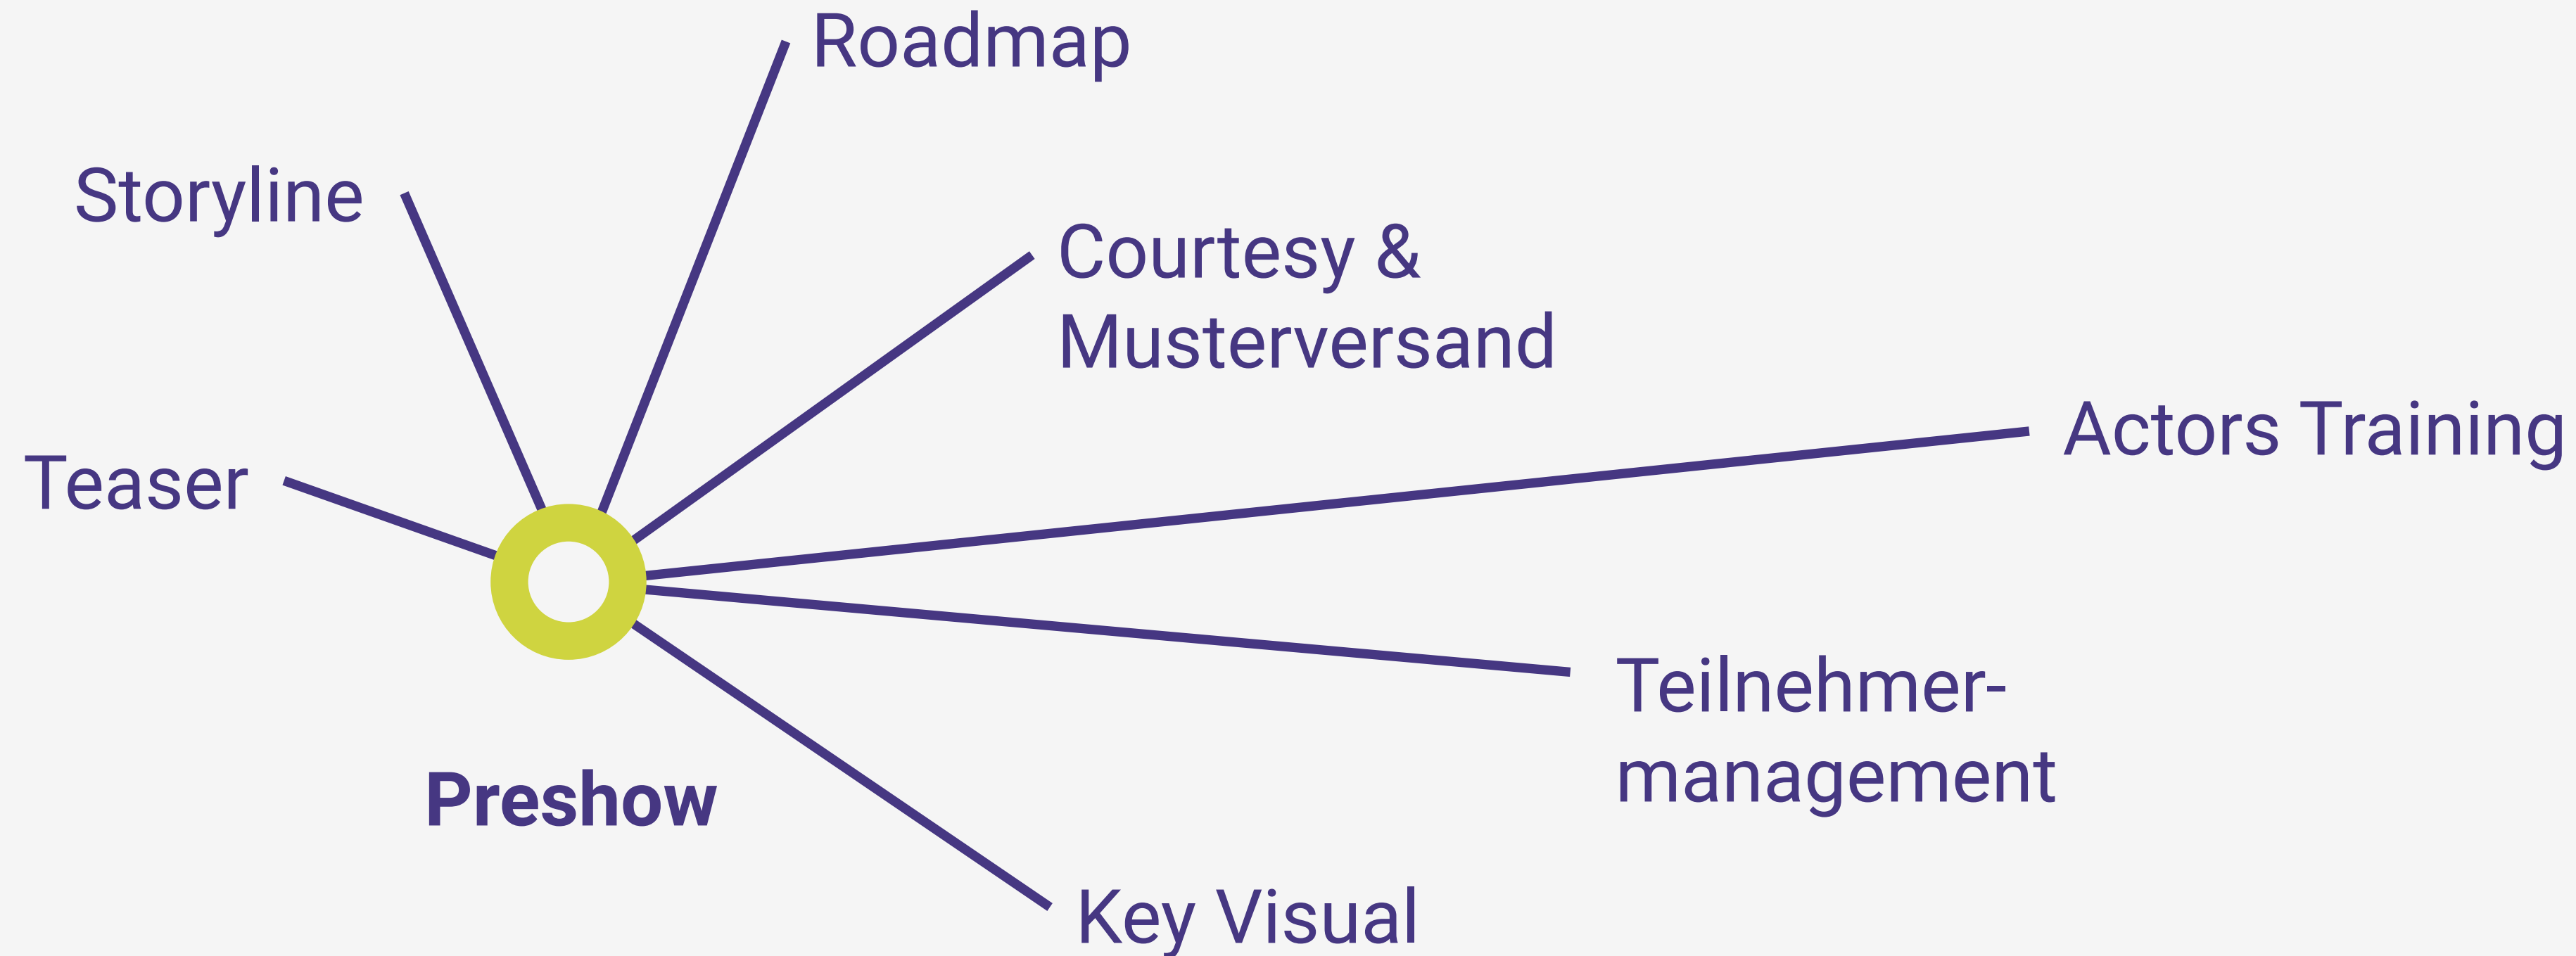 Roadmap
Storyline
Courtesy &
Musterversand
Actors Training
Teaser
Teilnehmer-
management
Preshow
Key Visual